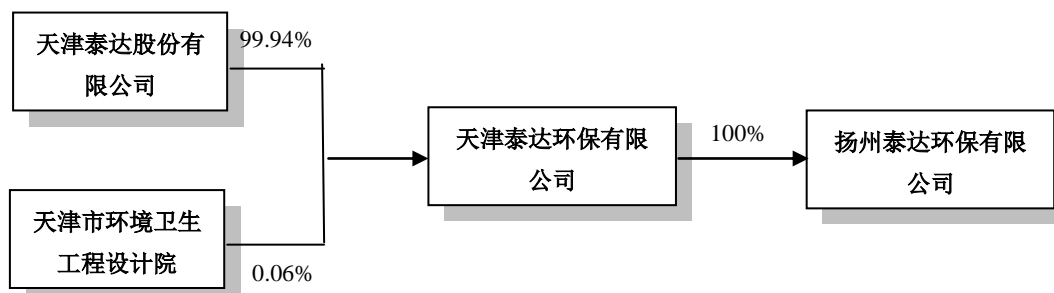 天津泰达股份有
限公司
99.94%
天津市环境卫生
工程设计院
0.06%
天津泰达环保有限
公司
100%
扬州泰达环保有限
公司